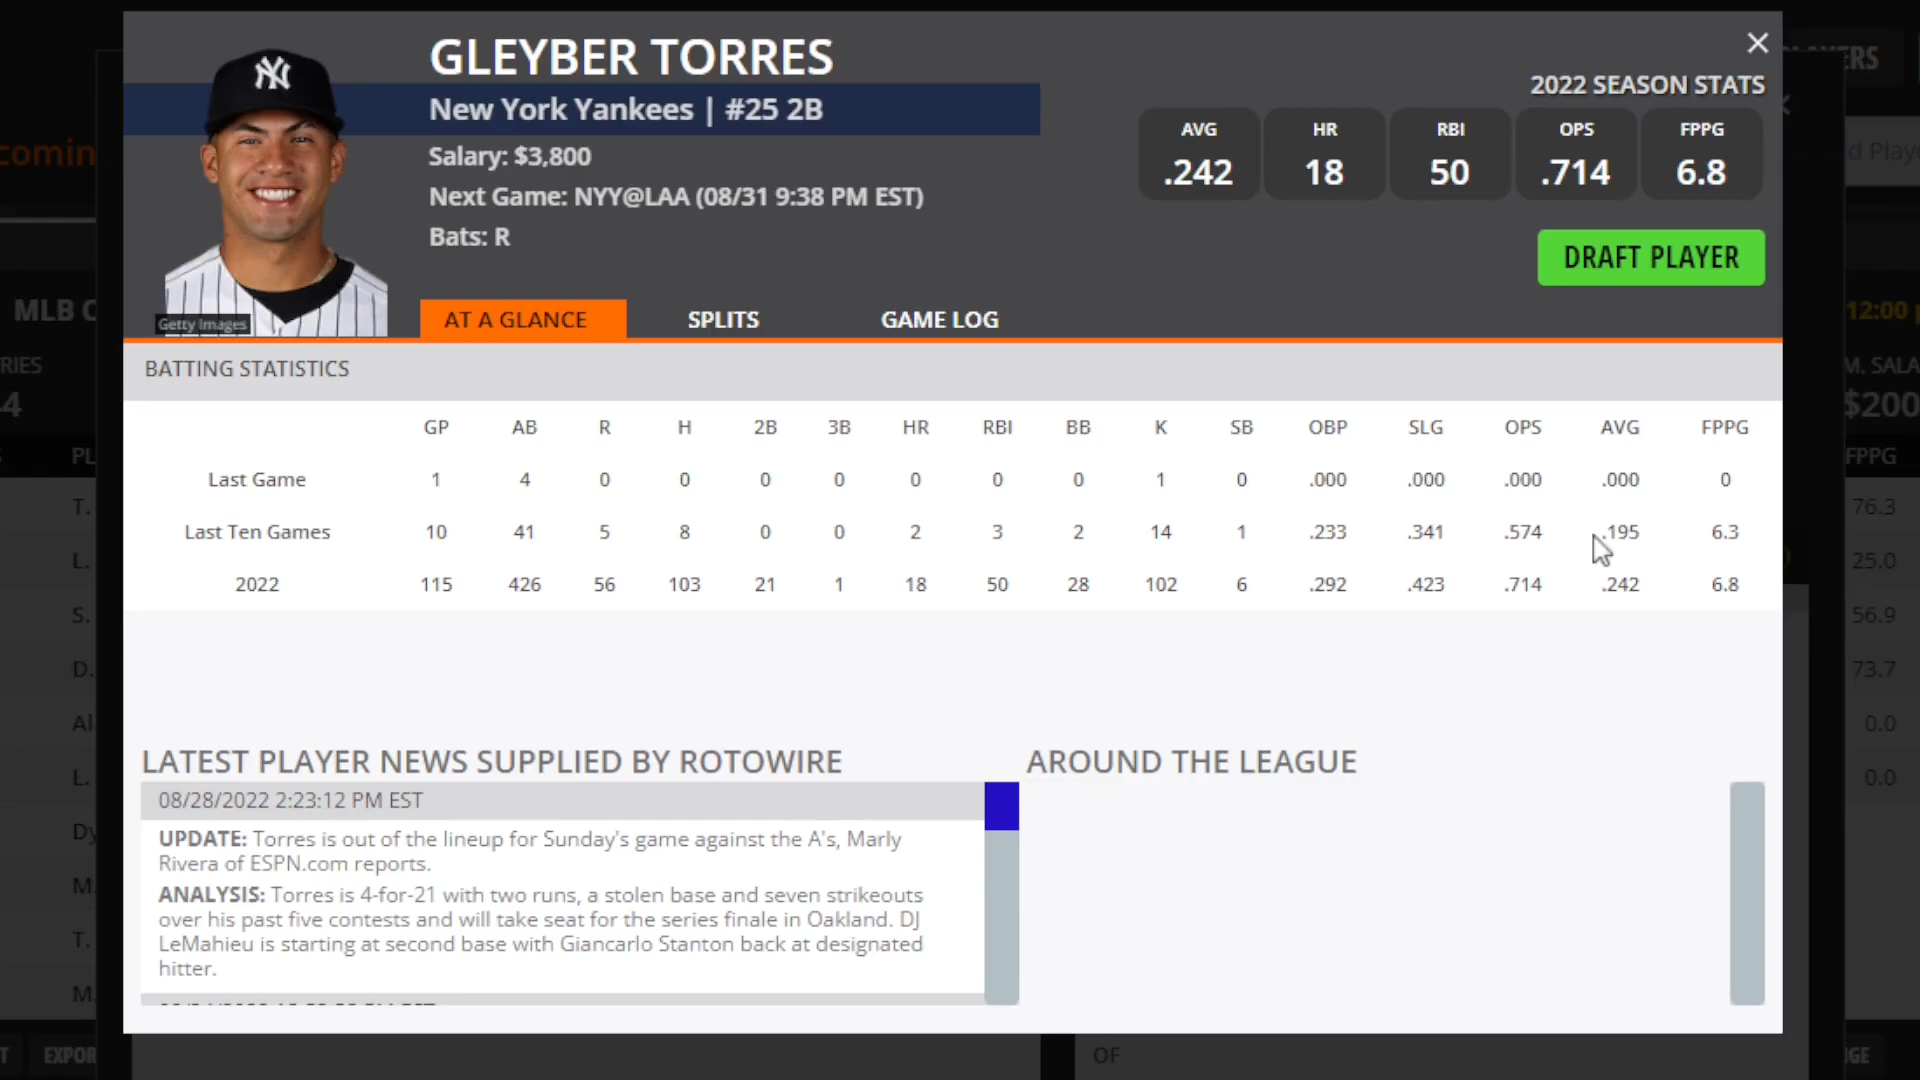 GLEYBER TORRES
New York Yankees | #25 2B
Salary: $3,800
Next Game: NYY@LAA (08/31 9:38 PM EST)
Bats: R
Getty Images
2022 SEASON STATS
AVG HR RBI OPS FPPG
.242 18 50 .714 6.8
DRAFT PLAYER
AT A GLANCE SPLITS GAME LOG
BATTING STATISTICS
GP AB R H 2B 3B HR RBI BB K SB OBP SLG OPS AVG FPPG
Last Game 1 4 0 0 0 0 0 0 0 1 0 .000 .000 .000 .000 0
Last Ten Games 10 41 5 8 0 0 2 3 2 14 1 .233 .341 .574 .195 6.3
2022 115 426 56 103 21 1 18 50 28 102 6 .292 .423 .714 .242 6.8
LATEST PLAYER NEWS SUPPLIED BY ROTOWIRE
08/28/2022 2:23:12 PM EST
UPDATE: Torres is out of the lineup for Sunday's game against the A's, Marly
Rivera of ESPN.com reports.
ANALYSIS: Torres is 4-for-21 with two runs, a stolen base and seven strikeouts
over his past five contests and will take seat for the series finale in Oakland. DJ
LeMahieu is starting at second base with Giancarlo Stanton back at designated
hitter.
AROUND THE LEAGUE
MLB C
12:00
$200
PL
FPPG
T.
76.3
L.
25.0
S.
56.9
D.
73.7
Al
0.0
L.
0.0
Dy
M.
T.
M.
OF